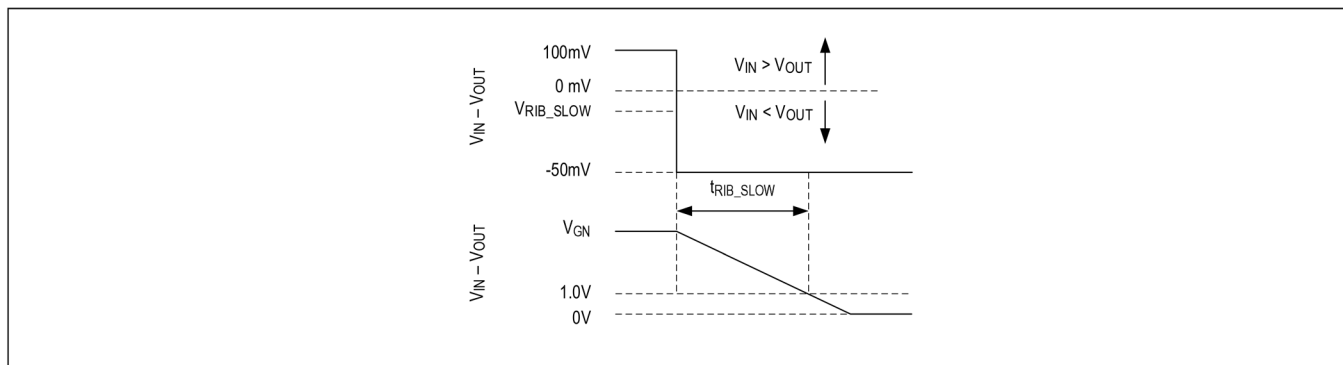 100mV
VIN > VOUT
0 mV
VIN – VOUT
VRIB_SLOW
VIN < VOUT
-50mV
tRIB_SLOW
VGN
VIN – VOUT
1.0V
0V